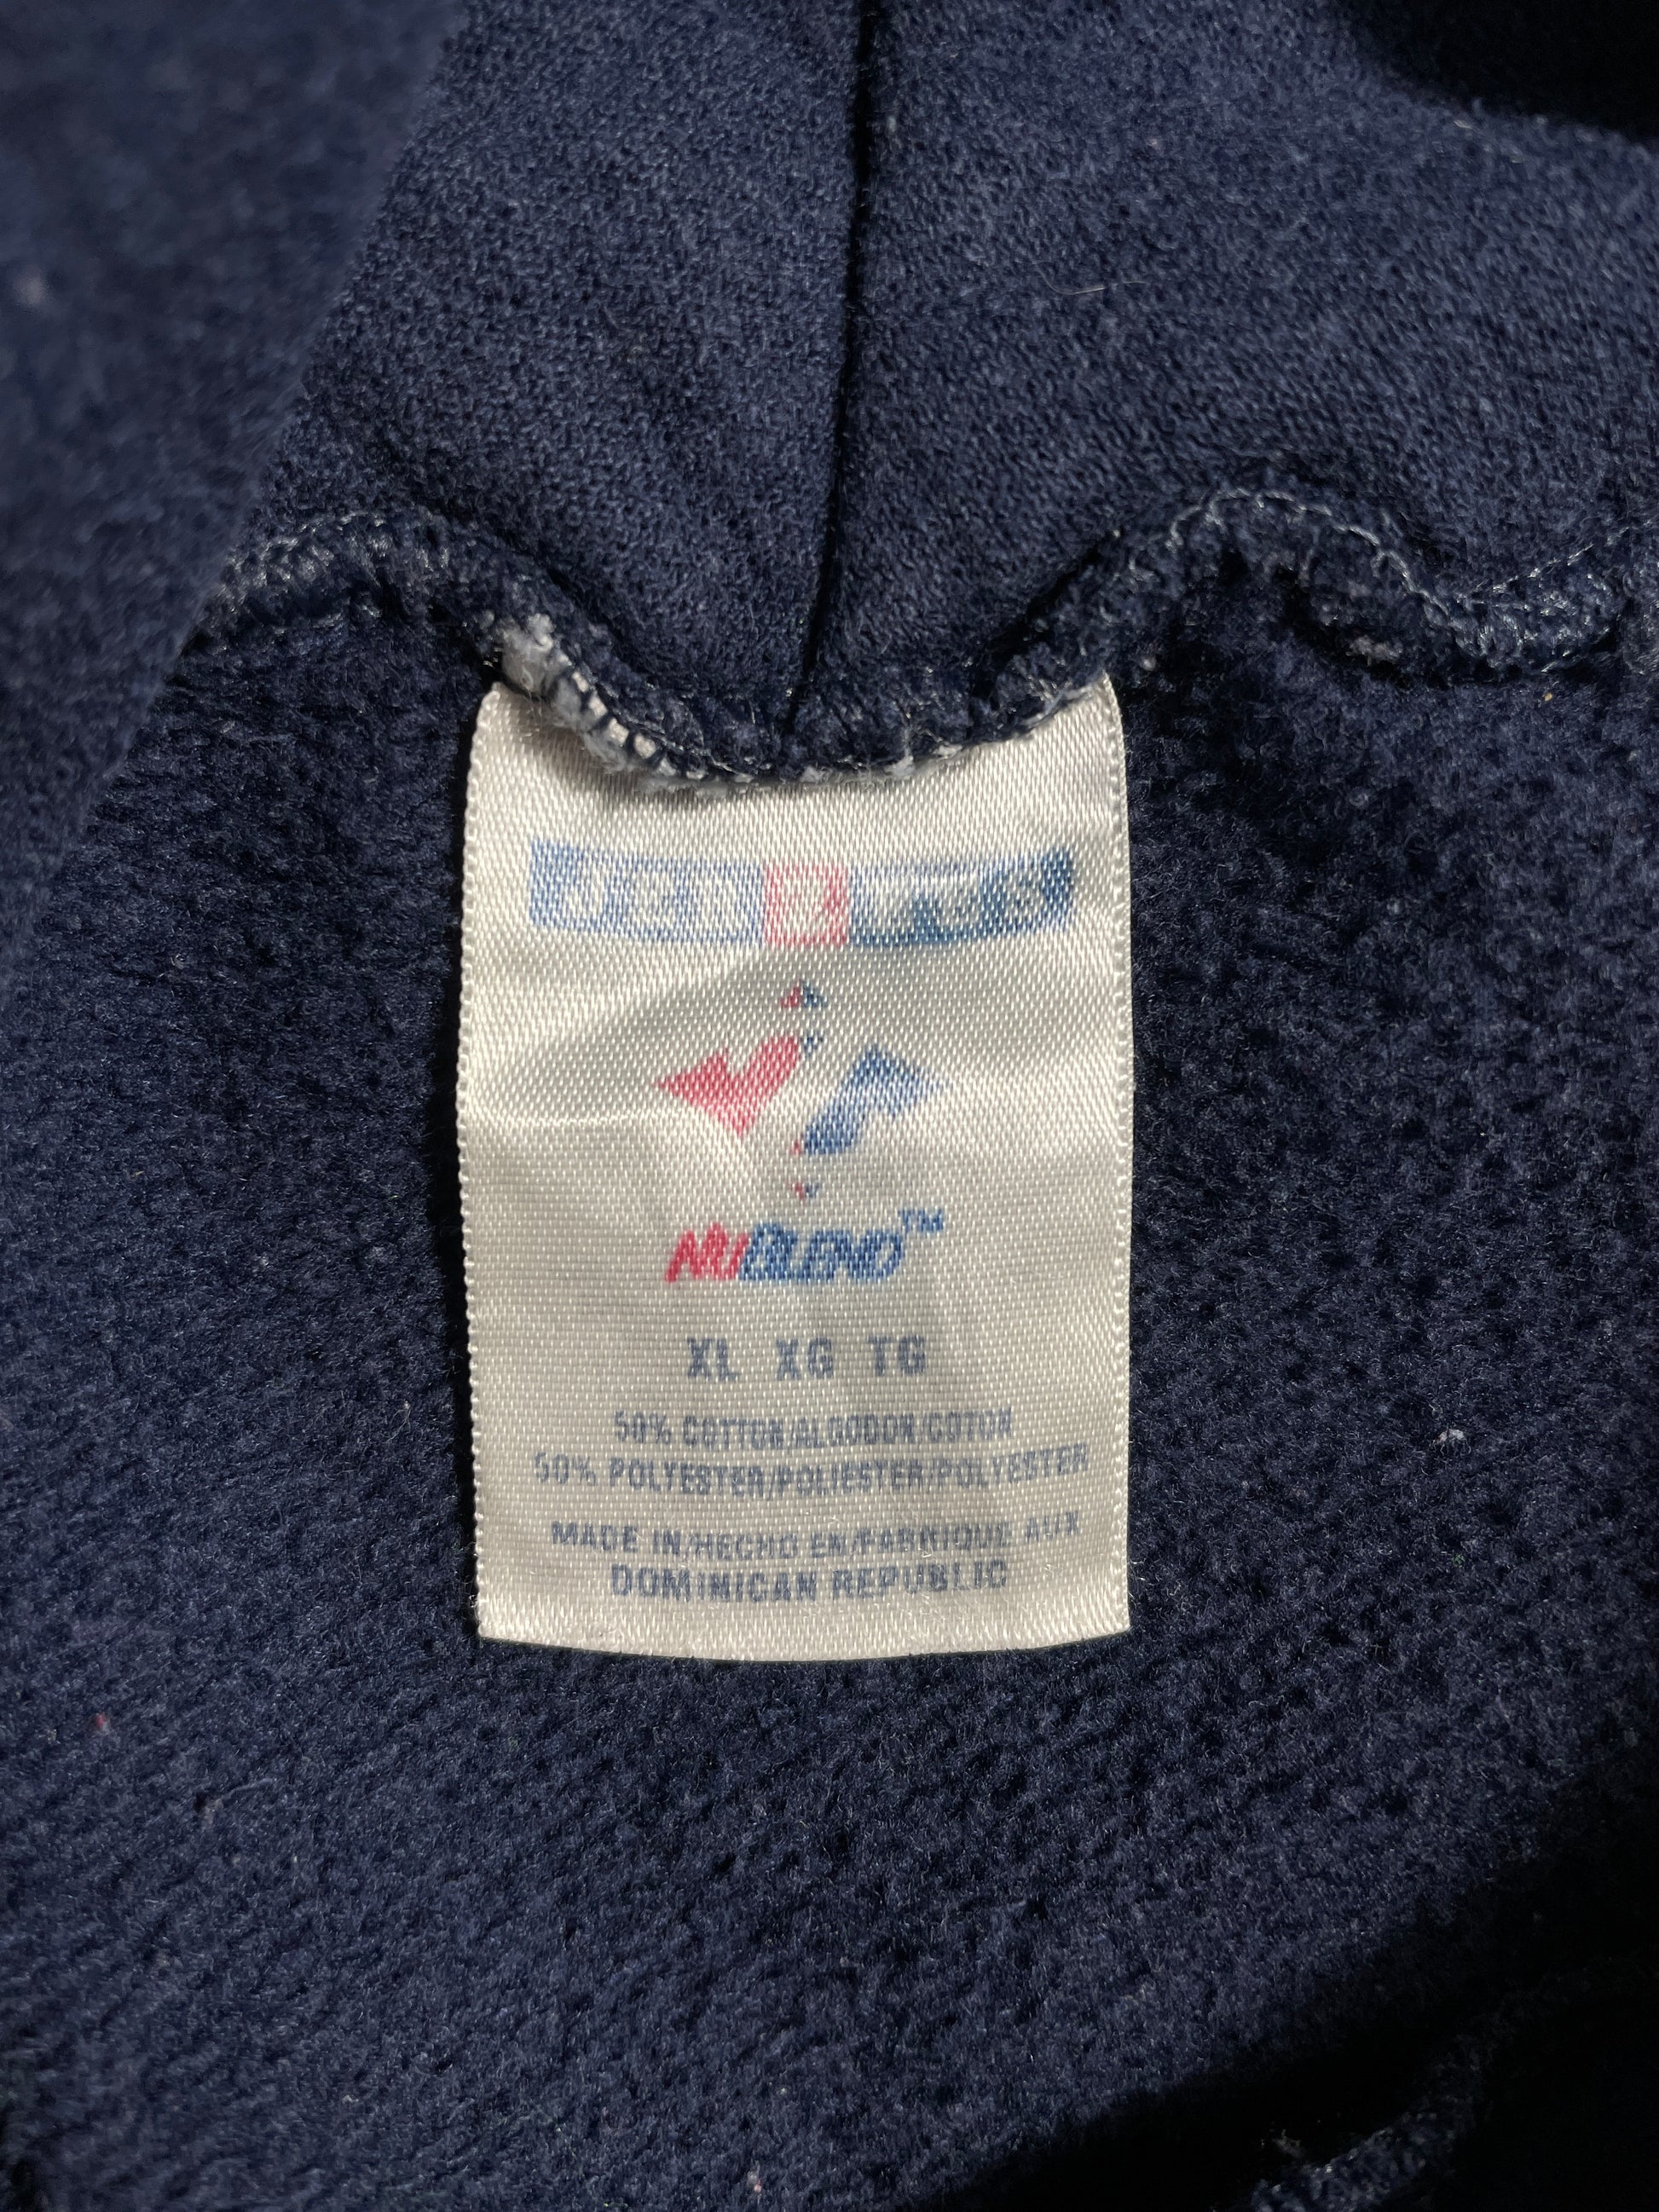 NUBLEND™
XL XG TG
50% COTTON/ALGODON/COTON
50% POLYESTER/POLIESTER/POLYESTER
MADE IN/HECHO EN/FABRIQUE AUX
DOMINICAN REPUBLIC